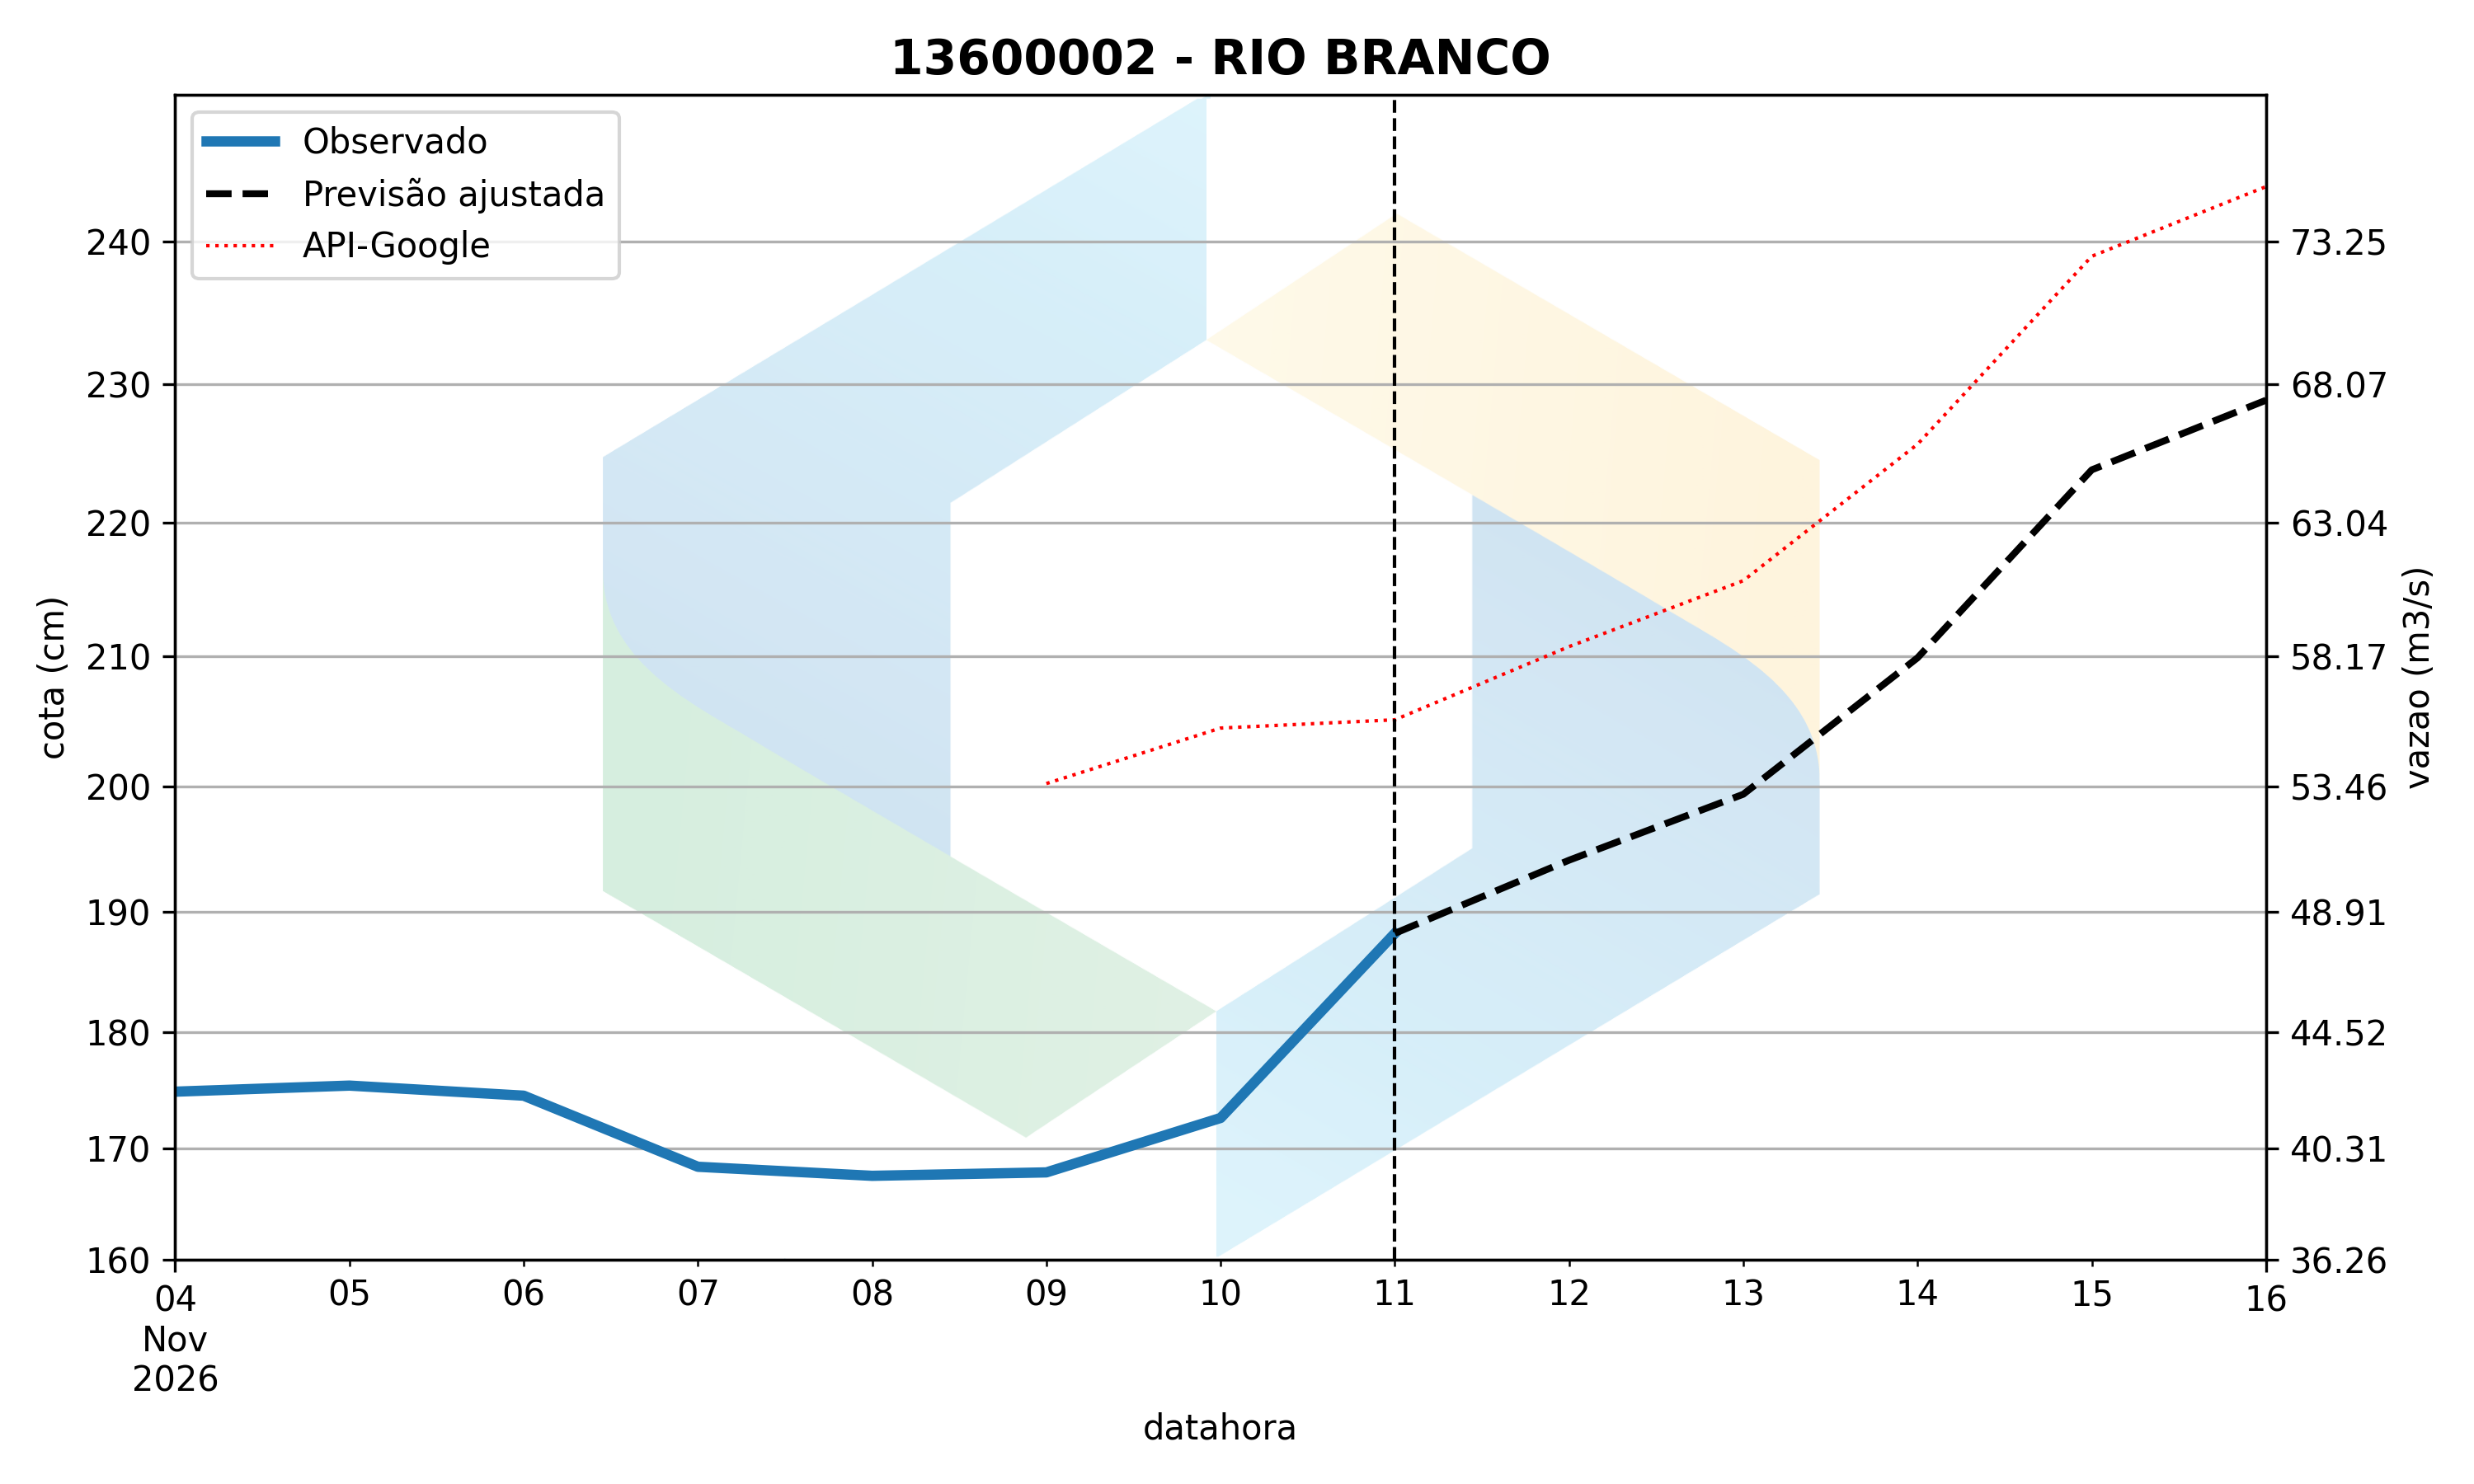 13600002 - RIO BRANCO
Observado
Previsão ajustada
API-Google
cota (cm)
240
230
220
210
200
190
180
170
160
73.25
68.07
63.04
58.17
53.46
48.91
44.52
40.31
36.26
vazao (m3/s)
04 05 06 07 08 09 10 11 12 13 14 15 16
Nov
2026
datahora